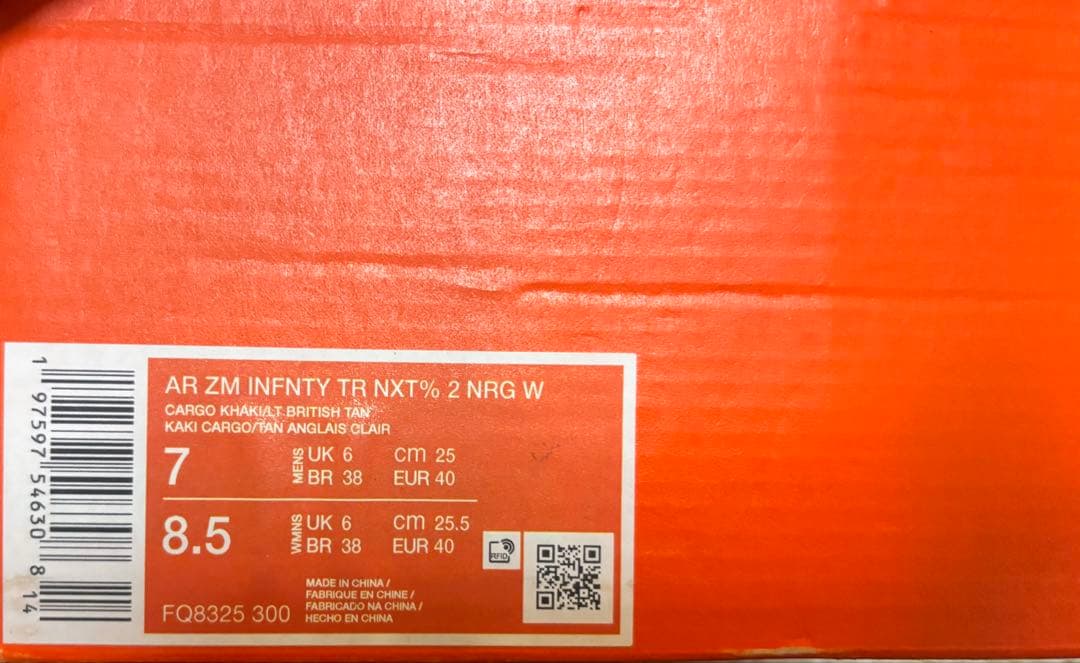 1 97597 54630 8 14
AR ZM INFNTY TR NXT% 2 NRG W
CARGO KHAKI/LT BRITISH TAN
KAKI CARGO/TAN ANGLAIS CLAIR
7 MENS UK 6 cm 25
BR 38 EUR 40
8.5 WMNS UK 6 cm 25.5
BR 38 EUR 40
RFID
MADE IN CHINA /
FABRIQUE EN CHINE /
FABRICADO NA CHINA /
FQ8325 300 HECHO EN CHINA